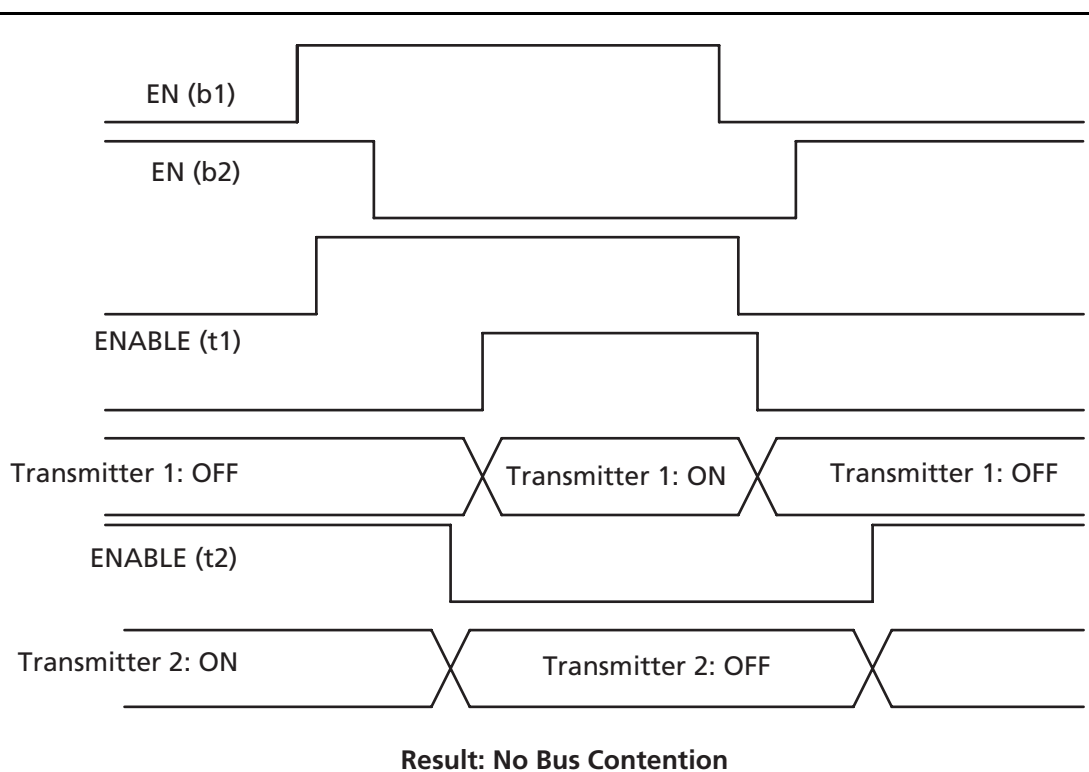 EN (b1)
EN (b2)
ENABLE (t1)
Transmitter 1: OFF
Transmitter 1: ON
Transmitter 1: OFF
ENABLE (t2)
Transmitter 2: ON
Transmitter 2: OFF
Result: No Bus Contention